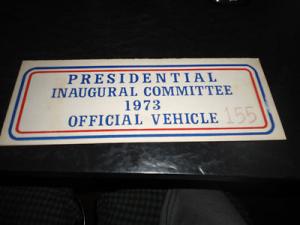 PRESIDENTIAL
INAUGURAL COMMITTEE
1973
OFFICIAL VEHICLE 155